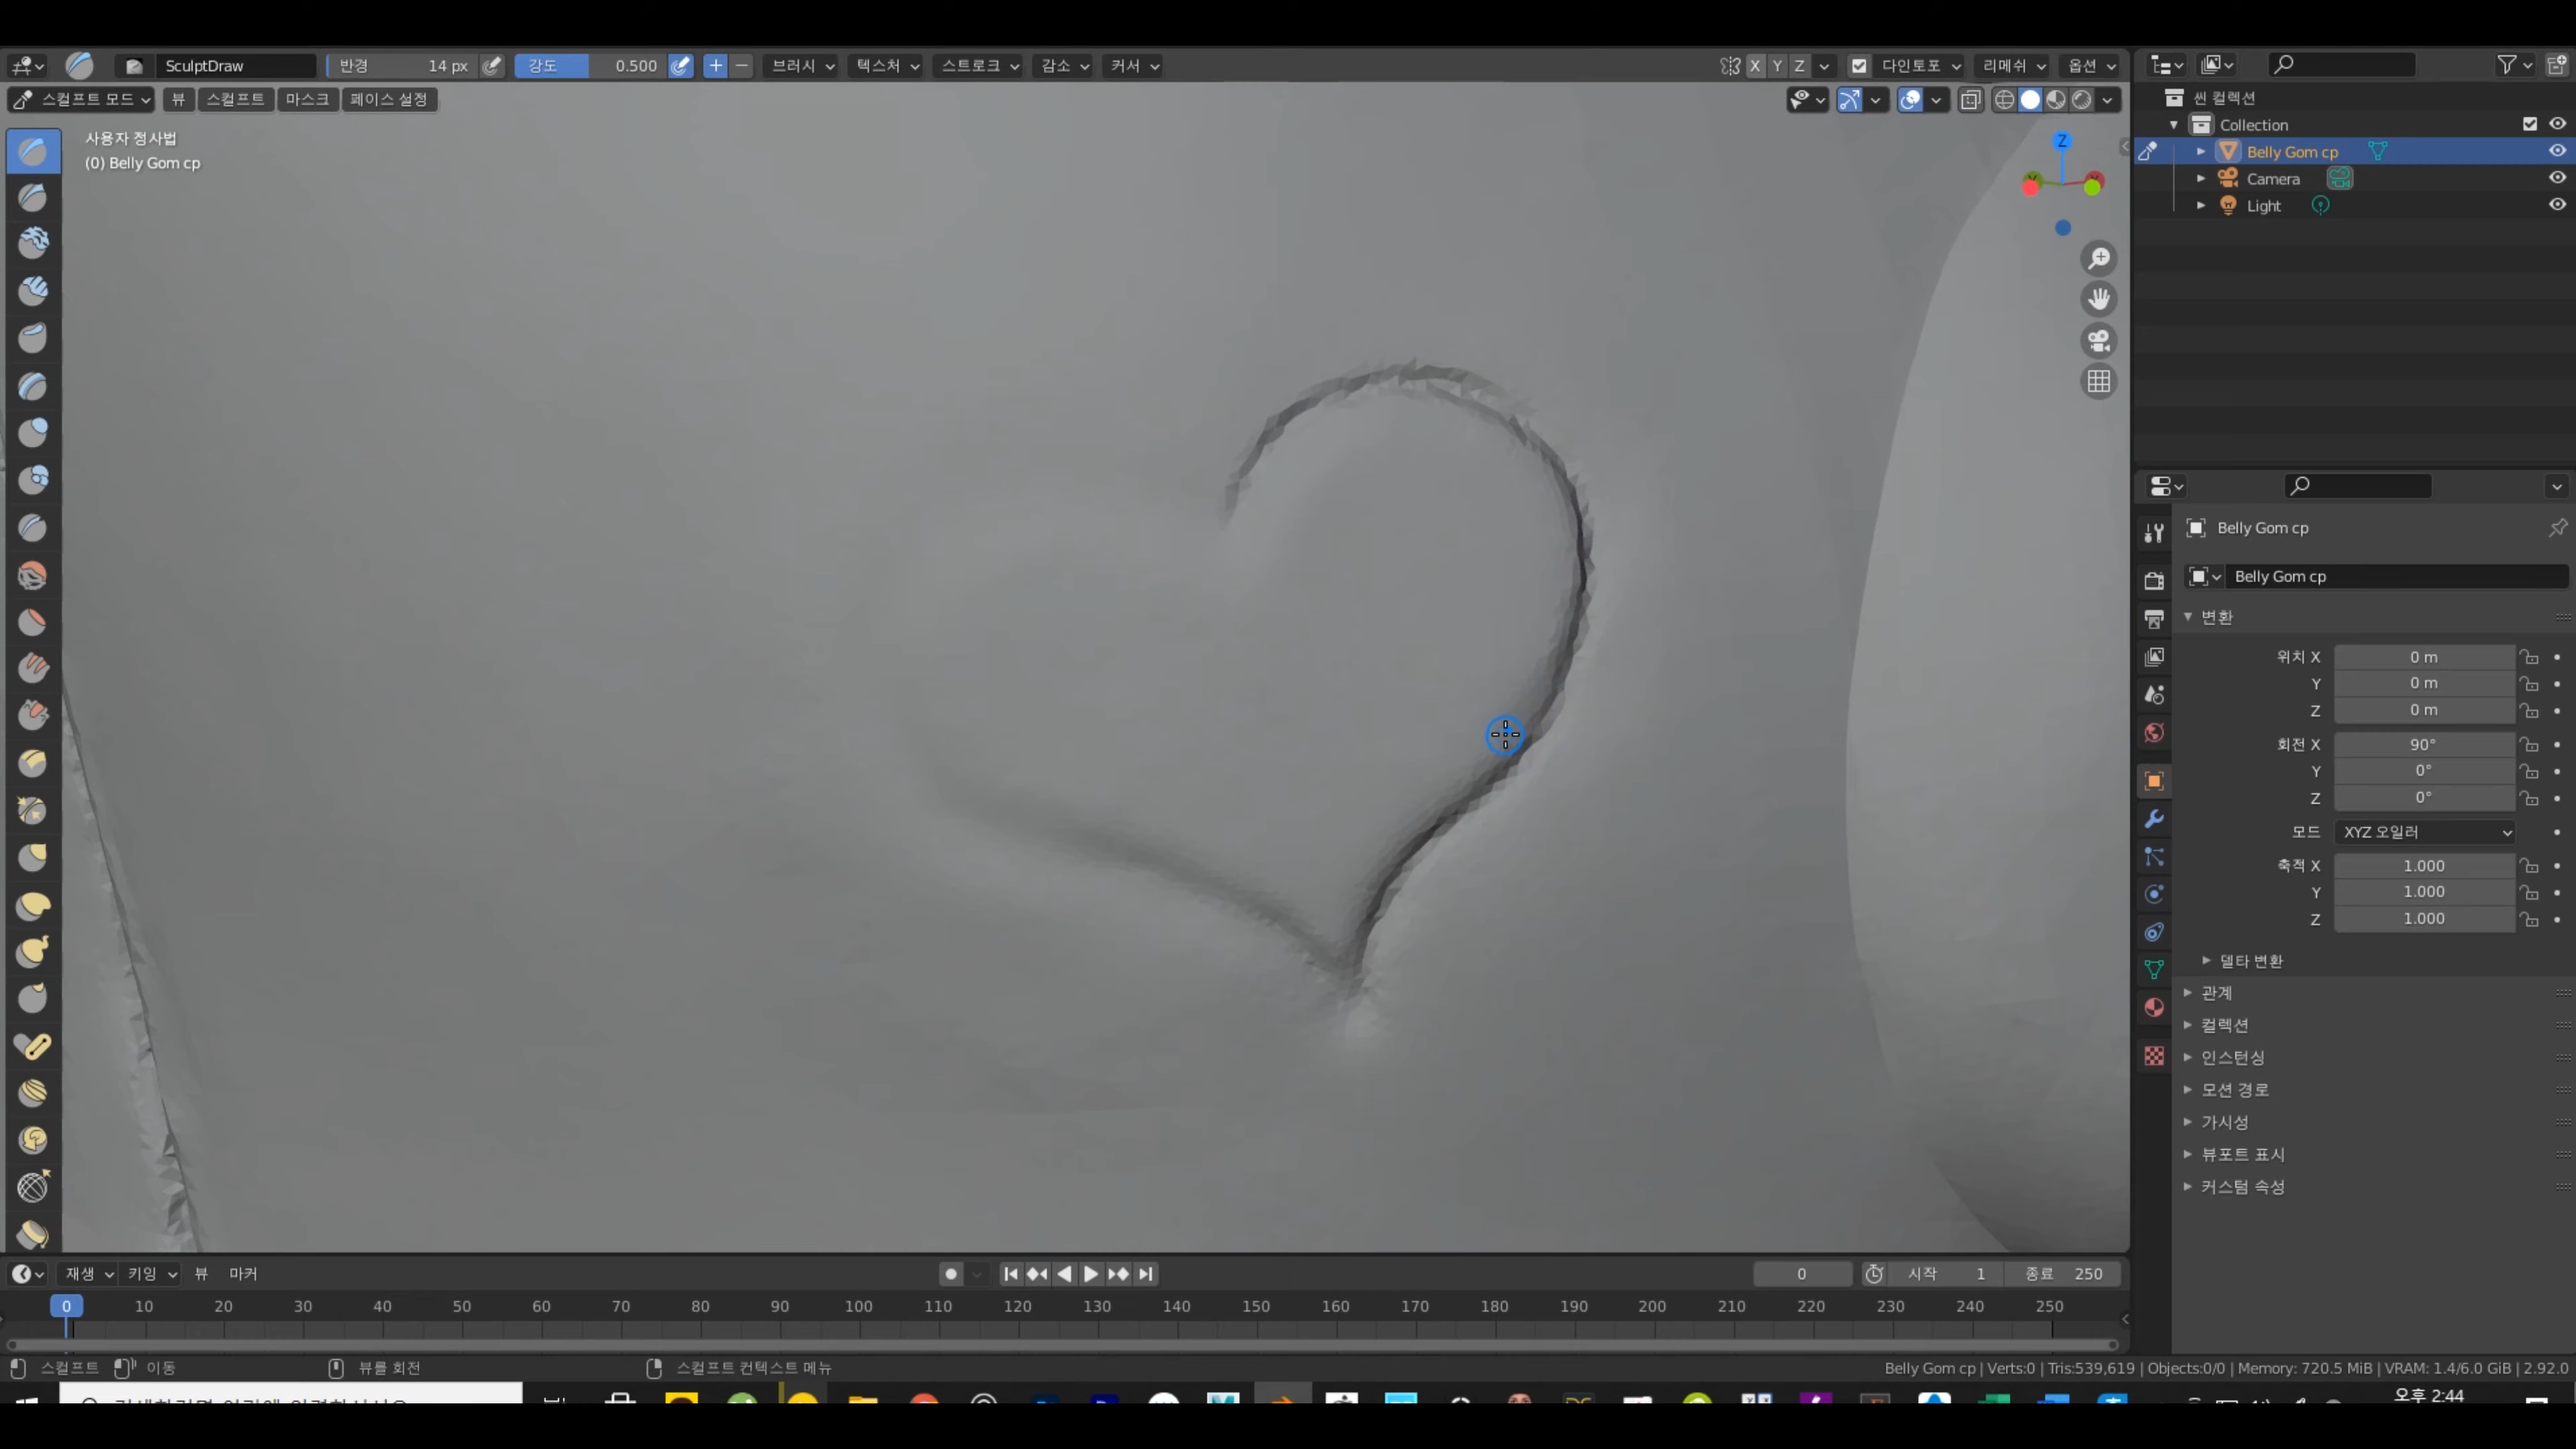 SculptDraw 반경 14 px 강도 0.500 브러시 텍스처 스트로크 감소 커서 X Y Z 다인토포 리메쉬 옵션
스컬프트 모드 뷰 스컬프트 마스크 페이스 설정
사용자 정사법
(0) Belly Gom cp
Z
씬 컬렉션
Collection
Belly Gom cp
Camera
Light
Belly Gom cp
Belly Gom cp
변환
위치 X 0 m
Y 0 m
Z 0 m
회전 X 90°
Y 0°
Z 0°
모드 XYZ 오일러
축적 X 1.000
Y 1.000
Z 1.000
델타 변환
관계
컬렉션
인스턴싱
모션 경로
가시성
뷰포트 표시
커스텀 속성
재생 키잉 뷰 마커 0 시작 1 종료 250
0 10 20 30 40 50 60 70 80 90 100 110 120 130 140 150 160 170 180 190 200 210 220 230 240 250
스컬프트 이동 뷰를 회전 스컬프트 컨텍스트 메뉴 Belly Gom cp | Verts:0 | Tris:539,619 | Objects:0/0 | Memory: 720.5 MiB | VRAM: 1.4/6.0 GiB | 2.92.0
오후 2:44